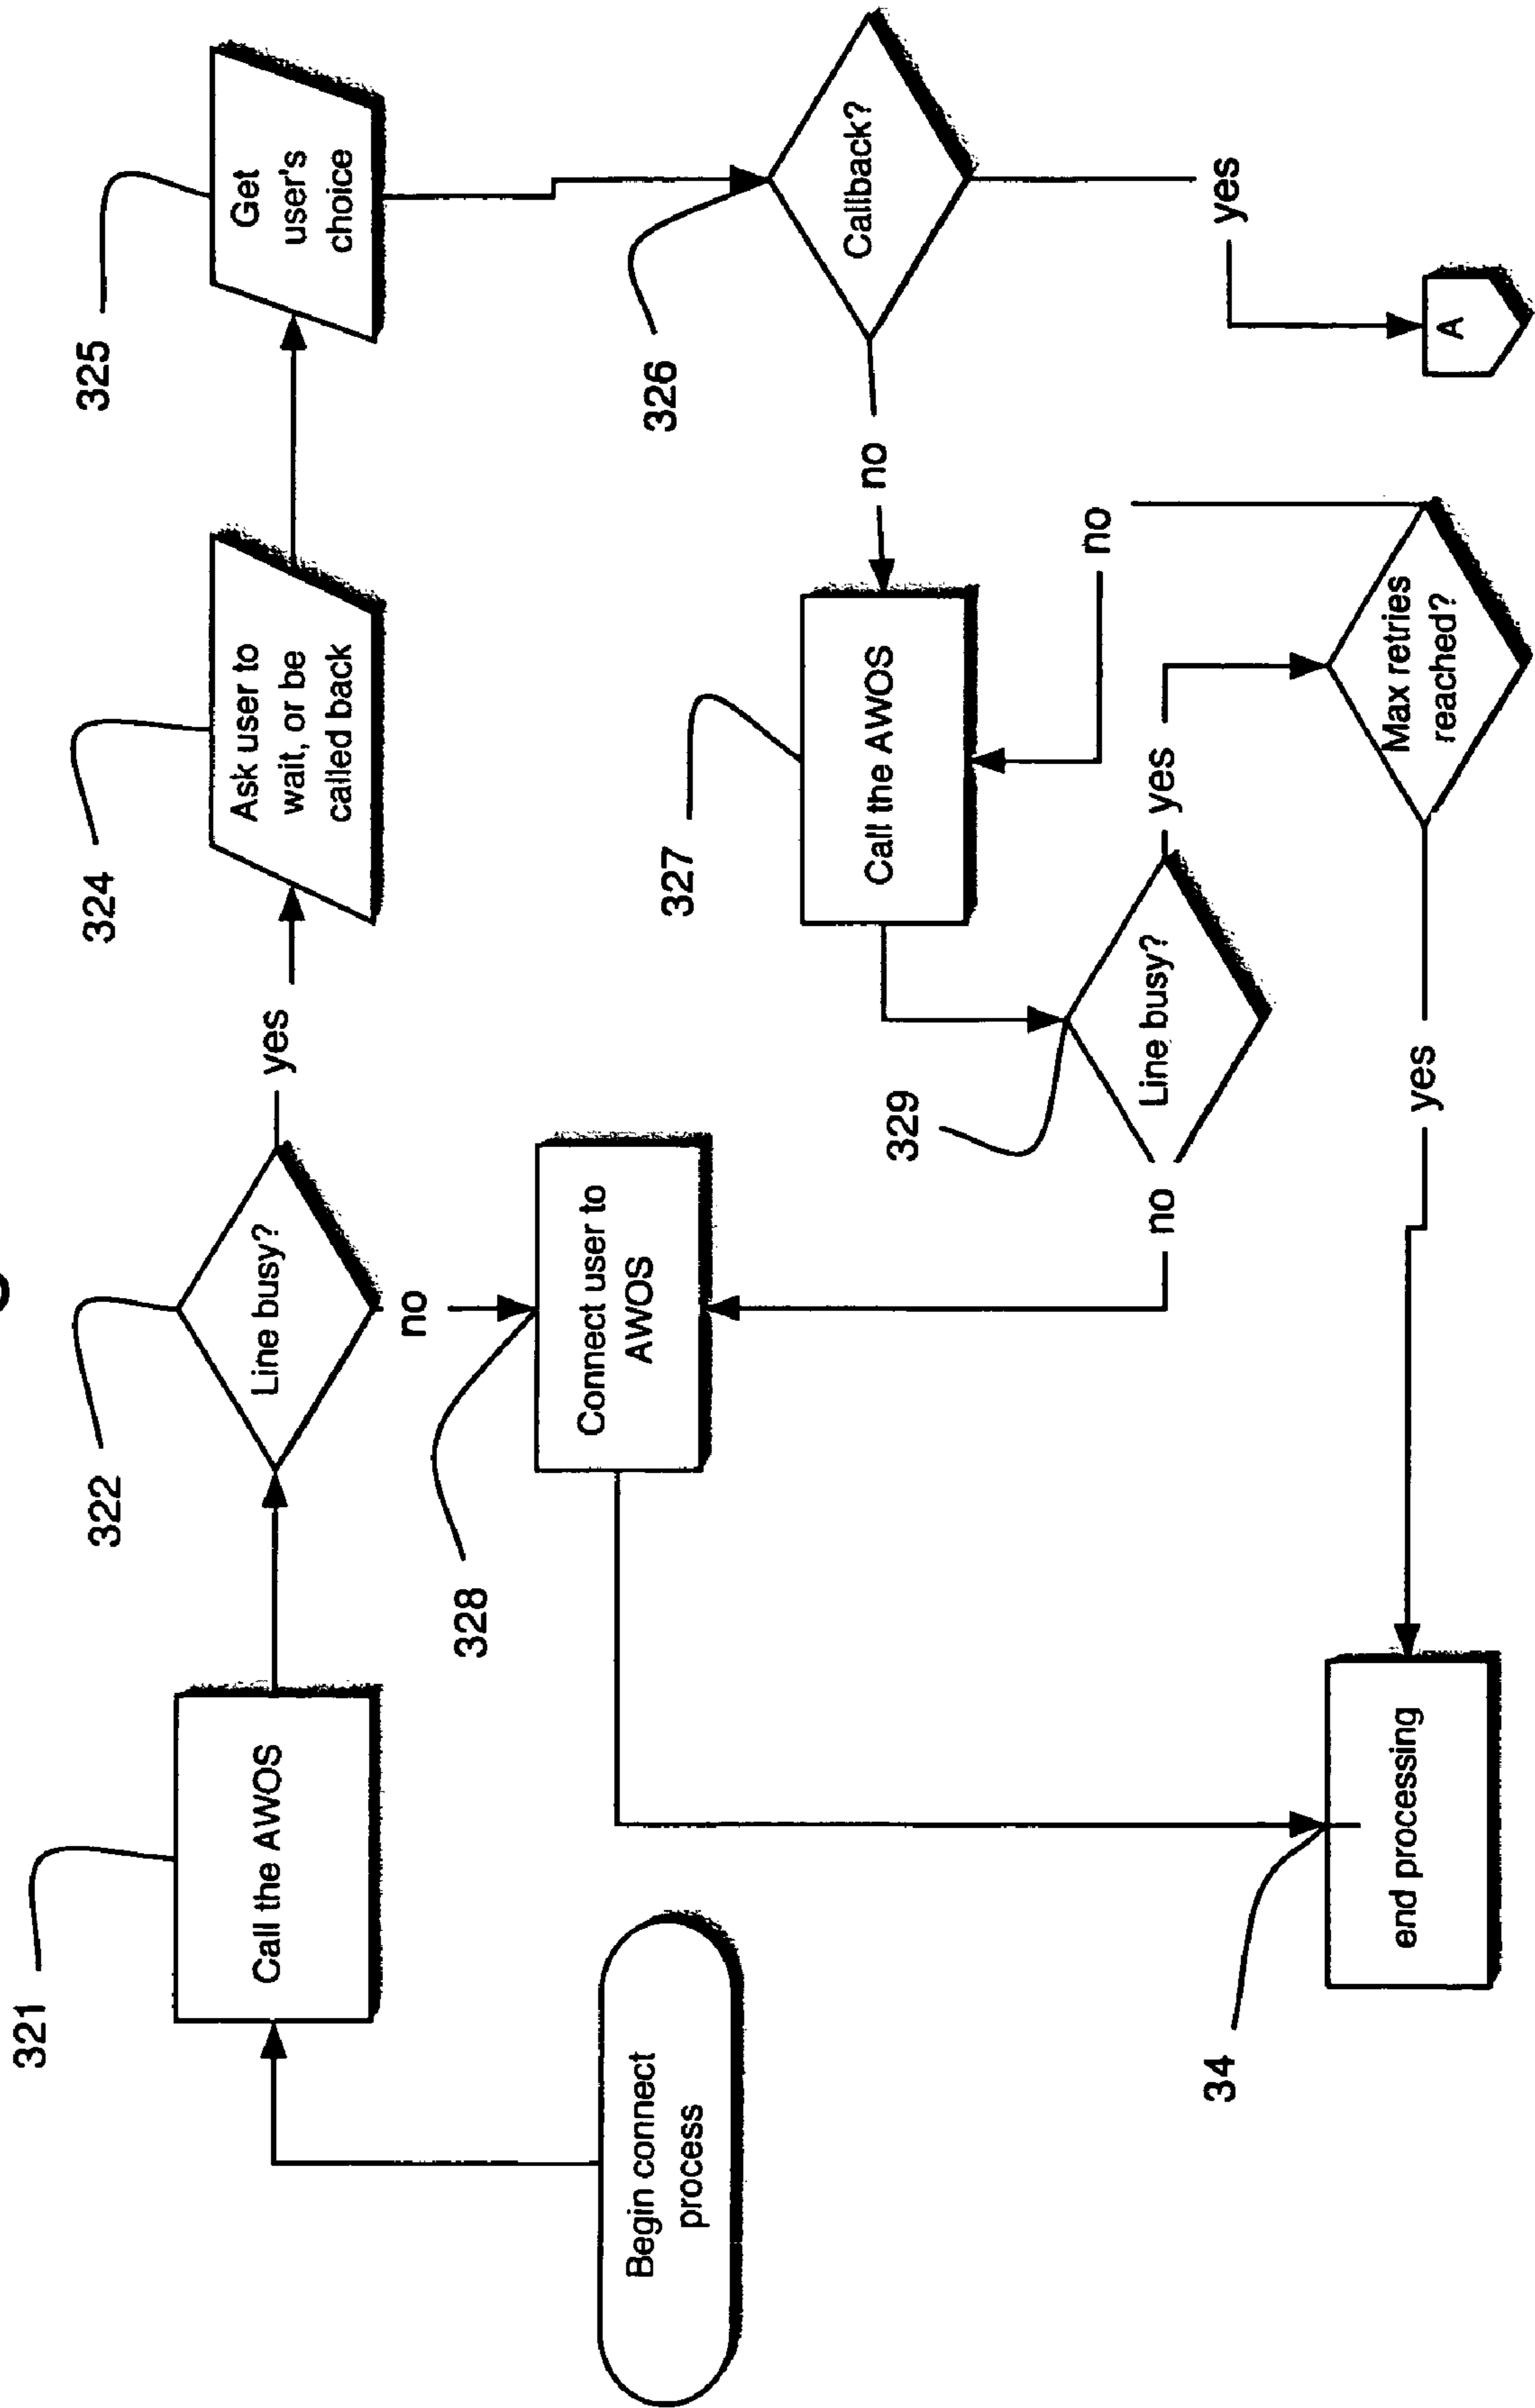 321
Call the AWOS
322
Line busy?
yes
no
324
Ask user to
wait, or be
called back
325
Get
user's
choice
Begin connect
process
328
Connect user to
AWOS
327
Call the AWOS
no
326
Callback?
yes
329
Line busy?
no
yes
no
34
end processing
yes
Max retries
reached?
A